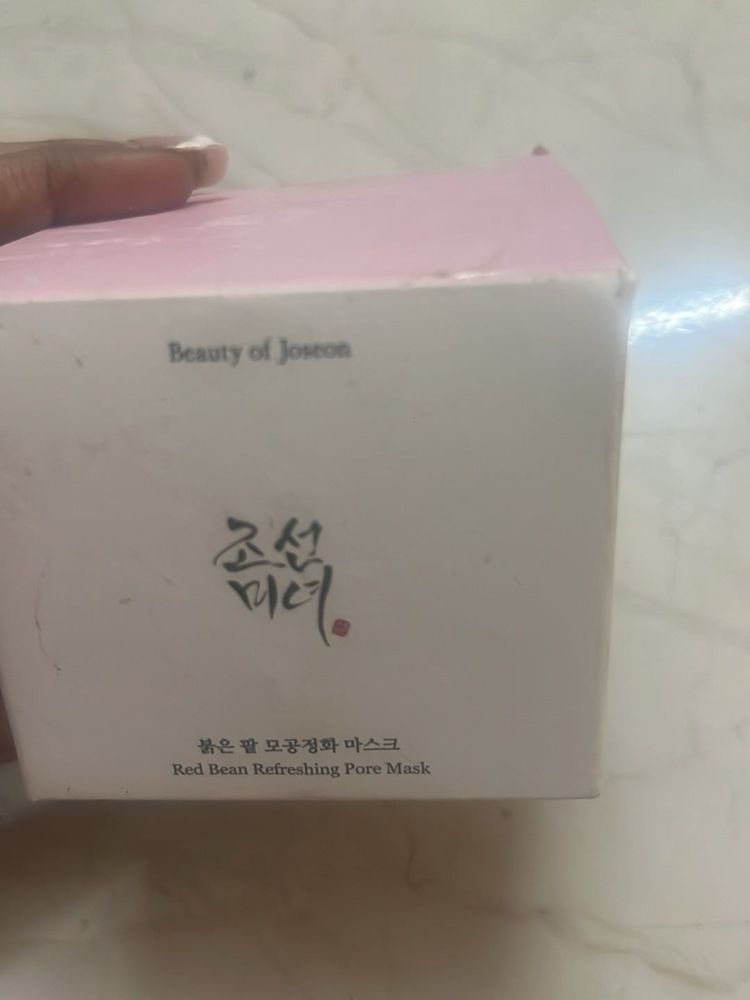 Beauty of Joseon
조선
미녀
붉은 팥 모공정화 마스크
Red Bean Refreshing Pore Mask